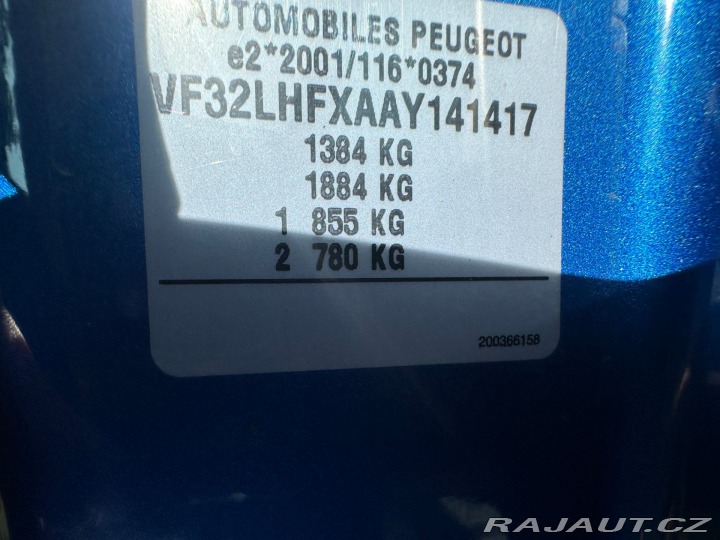 AUTOMOBILES PEUGEOT
e2*2001/116*0374
VF32LHFXAAY141417
1384 KG
1884 KG
1 855 KG
2 780 KG
200366158
RAJAUT.CZ